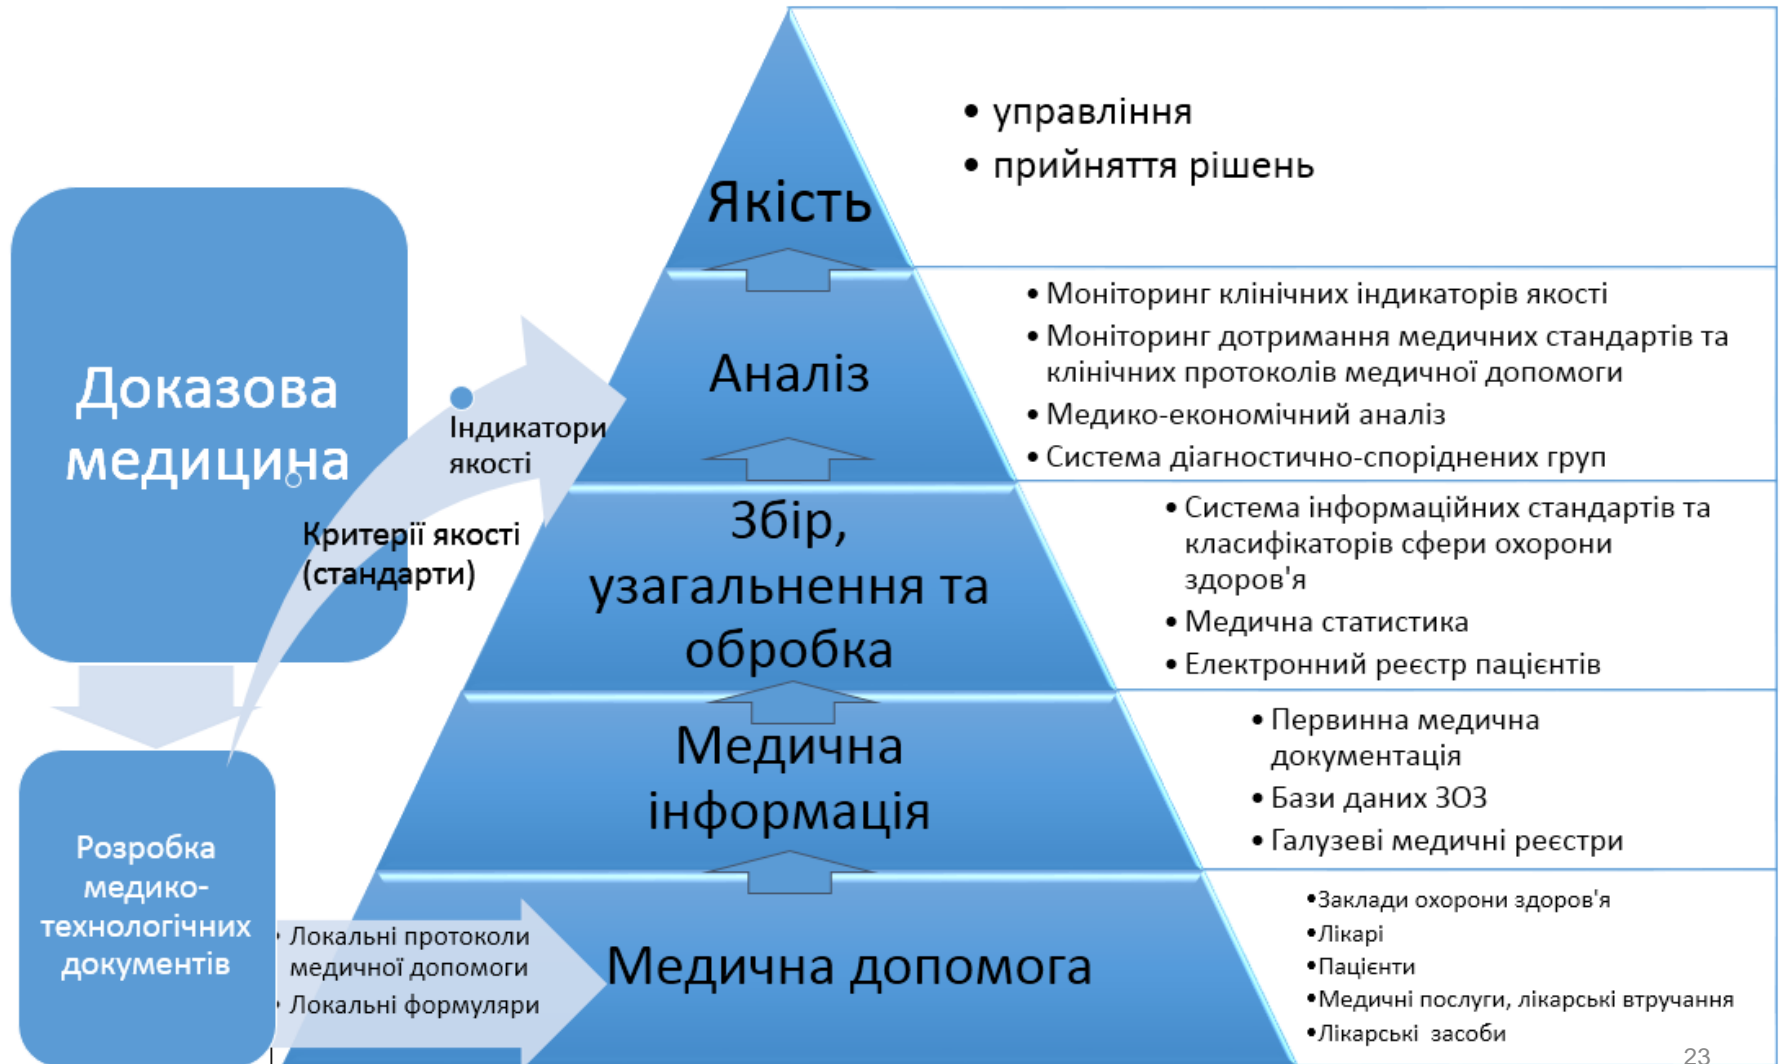 Доказова
медицина
Розробка
медико-
технологічних
документів
Індикатори
якості
Критерії якості
(стандарти)
• Локальні протоколи
медичної допомоги
• Локальні формуляри
Якість
• управління
• прийняття рішень
Аналіз
• Моніторинг клінічних індикаторів якості
• Моніторинг дотримання медичних стандартів та
клінічних протоколів медичної допомоги
• Медико-економічний аналіз
• Система діагностично-споріднених груп
Збір,
узагальнення та
обробка
• Система інформаційних стандартів та
класифікаторів сфери охорони
здоров'я
• Медична статистика
• Електронний реєстр пацієнтів
Медична
інформація
• Первинна медична
документація
• Бази даних ЗОЗ
• Галузеві медичні реєстри
Медична допомога
•Заклади охорони здоров'я
•Лікарі
•Пацієнти
•Медичні послуги, лікарські втручання
•Лікарські засоби
23